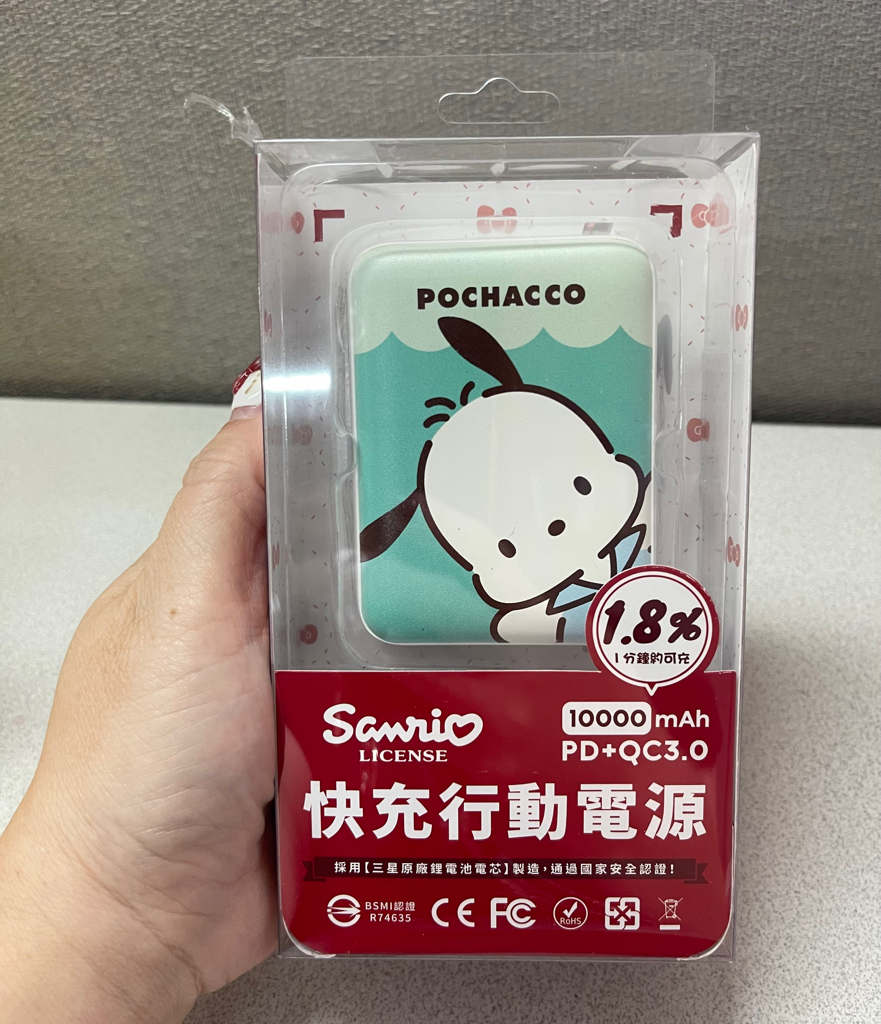 POCHACCO
1.8%
1分鐘約可充
Sanrio
LICENSE
10000 mAh
PD+QC3.0
快充行動電源
採用【三星原廠鋰電池電芯】製造，通過國家安全認證！
BSMI認證
R74635
CE FC
RoHS